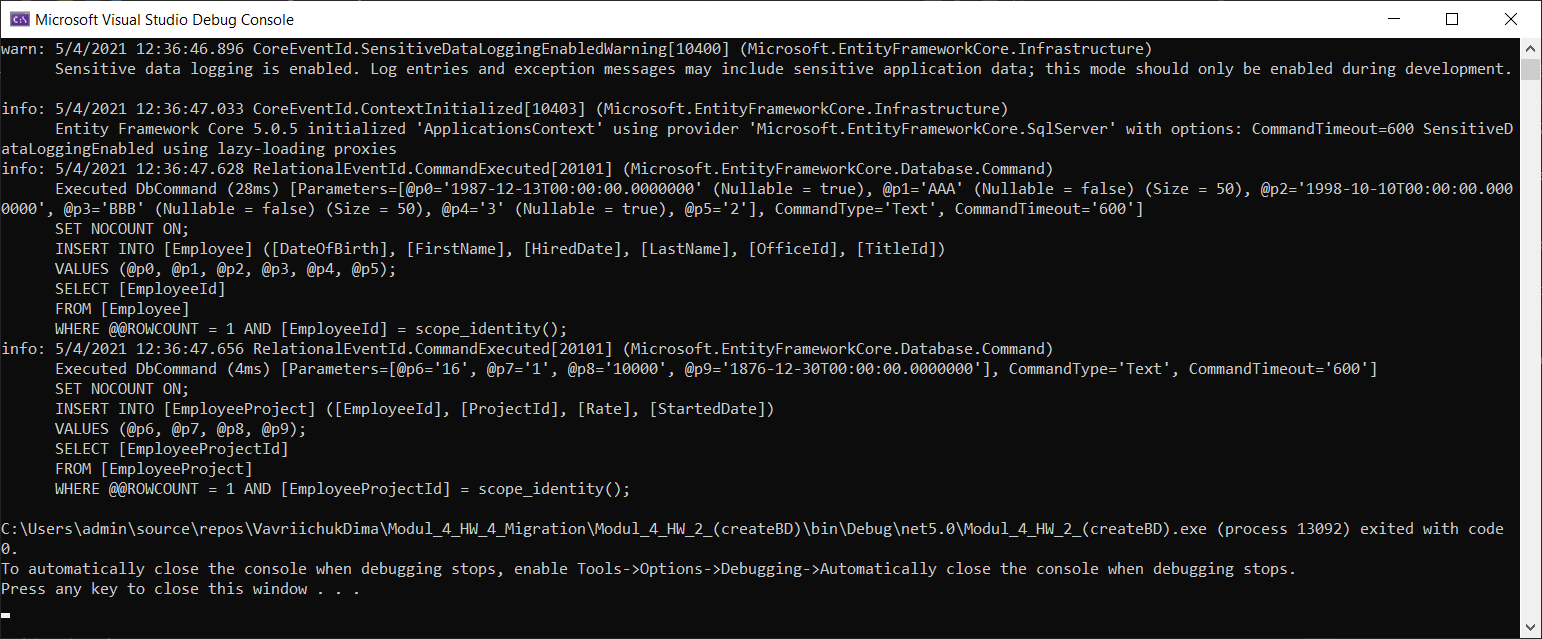 C:\ Microsoft Visual Studio Debug Console
warn: 5/4/2021 12:36:46.896 CoreEventId.SensitiveDataLoggingEnabledWarning[10400] (Microsoft.EntityFrameworkCore.Infrastructure)
Sensitive data logging is enabled. Log entries and exception messages may include sensitive application data; this mode should only be enabled during development.
info: 5/4/2021 12:36:47.033 CoreEventId.ContextInitialized[10403] (Microsoft.EntityFrameworkCore.Infrastructure)
Entity Framework Core 5.0.5 initialized 'ApplicationsContext' using provider 'Microsoft.EntityFrameworkCore.SqlServer' with options: CommandTimeout=600 SensitiveD
ataLoggingEnabled using lazy-loading proxies
info: 5/4/2021 12:36:47.628 RelationalEventId.CommandExecuted[20101] (Microsoft.EntityFrameworkCore.Database.Command)
Executed DbCommand (28ms) [Parameters=[@p0='1987-12-13T00:00:00.0000000' (Nullable = true), @p1='AAA' (Nullable = false) (Size = 50), @p2='1998-10-10T00:00:00.000
0000', @p3='BBB' (Nullable = false) (Size = 50), @p4='3' (Nullable = true), @p5='2'], CommandType='Text', CommandTimeout='600']
SET NOCOUNT ON;
INSERT INTO [Employee] ([DateOfBirth], [FirstName], [HiredDate], [LastName], [OfficeId], [TitleId])
VALUES (@p0, @p1, @p2, @p3, @p4, @p5);
SELECT [EmployeeId]
FROM [Employee]
WHERE @@ROWCOUNT = 1 AND [EmployeeId] = scope_identity();
info: 5/4/2021 12:36:47.656 RelationalEventId.CommandExecuted[20101] (Microsoft.EntityFrameworkCore.Database.Command)
Executed DbCommand (4ms) [Parameters=[@p6='16', @p7='1', @p8='10000', @p9='1876-12-30T00:00:00.0000000'], CommandType='Text', CommandTimeout='600']
SET NOCOUNT ON;
INSERT INTO [EmployeeProject] ([EmployeeId], [ProjectId], [Rate], [StartedDate])
VALUES (@p6, @p7, @p8, @p9);
SELECT [EmployeeProjectId]
FROM [EmployeeProject]
WHERE @@ROWCOUNT = 1 AND [EmployeeProjectId] = scope_identity();
C:\Users\admin\source\repos\VavriichukDima\Modul_4_HW_4_Migration\Modul_4_HW_2_(createBD)\bin\Debug\net5.0\Modul_4_HW_2_(createBD).exe (process 13092) exited with code
0.
To automatically close the console when debugging stops, enable Tools->Options->Debugging->Automatically close the console when debugging stops.
Press any key to close this window . . .